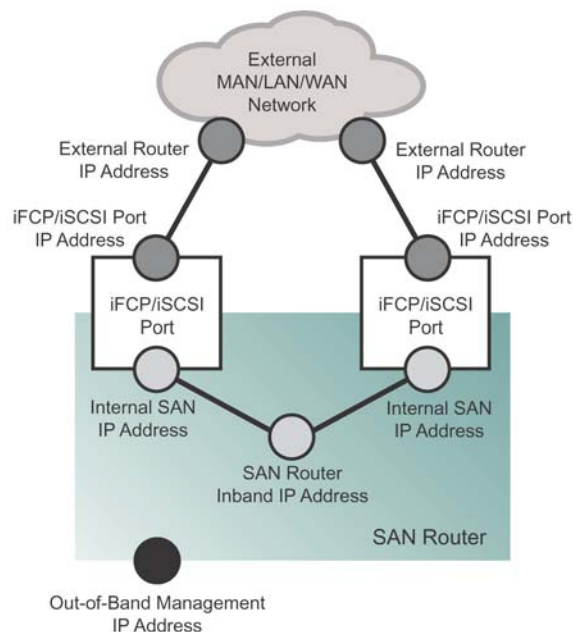 External
MAN/LAN/WAN
Network
External Router
IP Address
External Router
IP Address
iFCP/iSCSI Port
IP Address
iFCP/iSCSI Port
IP Address
iFCP/iSCSI
Port
iFCP/iSCSI
Port
Internal SAN
IP Address
Internal SAN
IP Address
SAN Router
Inband IP Address
SAN Router
Out-of-Band Management
IP Address